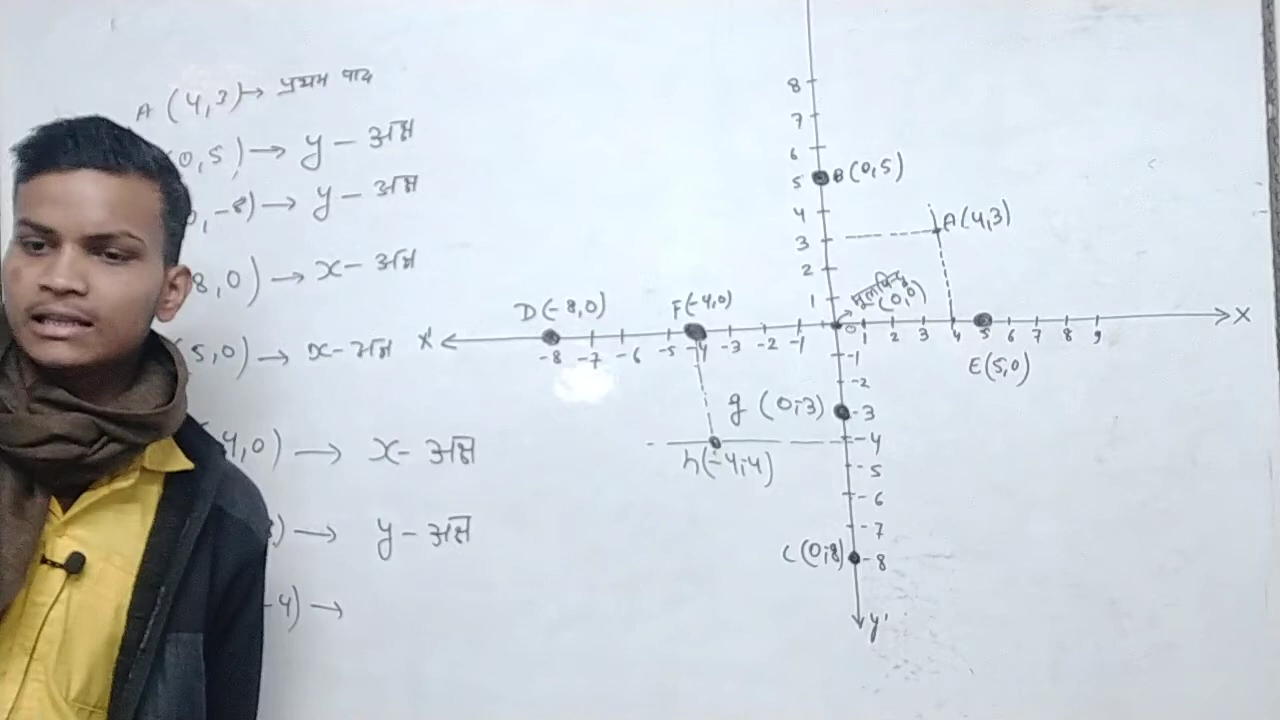 A (4,3)→ प्रथम पाद
0,5)→ y-अक्ष
0,-8)→ y-अक्ष
8,0)→ x-अक्ष
(5,0)→ x-अक्ष
(4,0)→ x-अक्ष
)→ y-अक्ष
-4)→
8
7
6
5 B(0,5)
4
3 A(4,3)
2
1 मूलबिन्दु (0,0)
D(-8,0) F(-4,0)
X' X
-8 -7 -6 -5 -4 -3 -2 -1 0 1 2 3 4 5 6 7 8 9
E(5,0)
-1
-2
g (0,-3) -3
-4
h(-4,-4) -5
-6
-7
C(0,-8) -8
y'